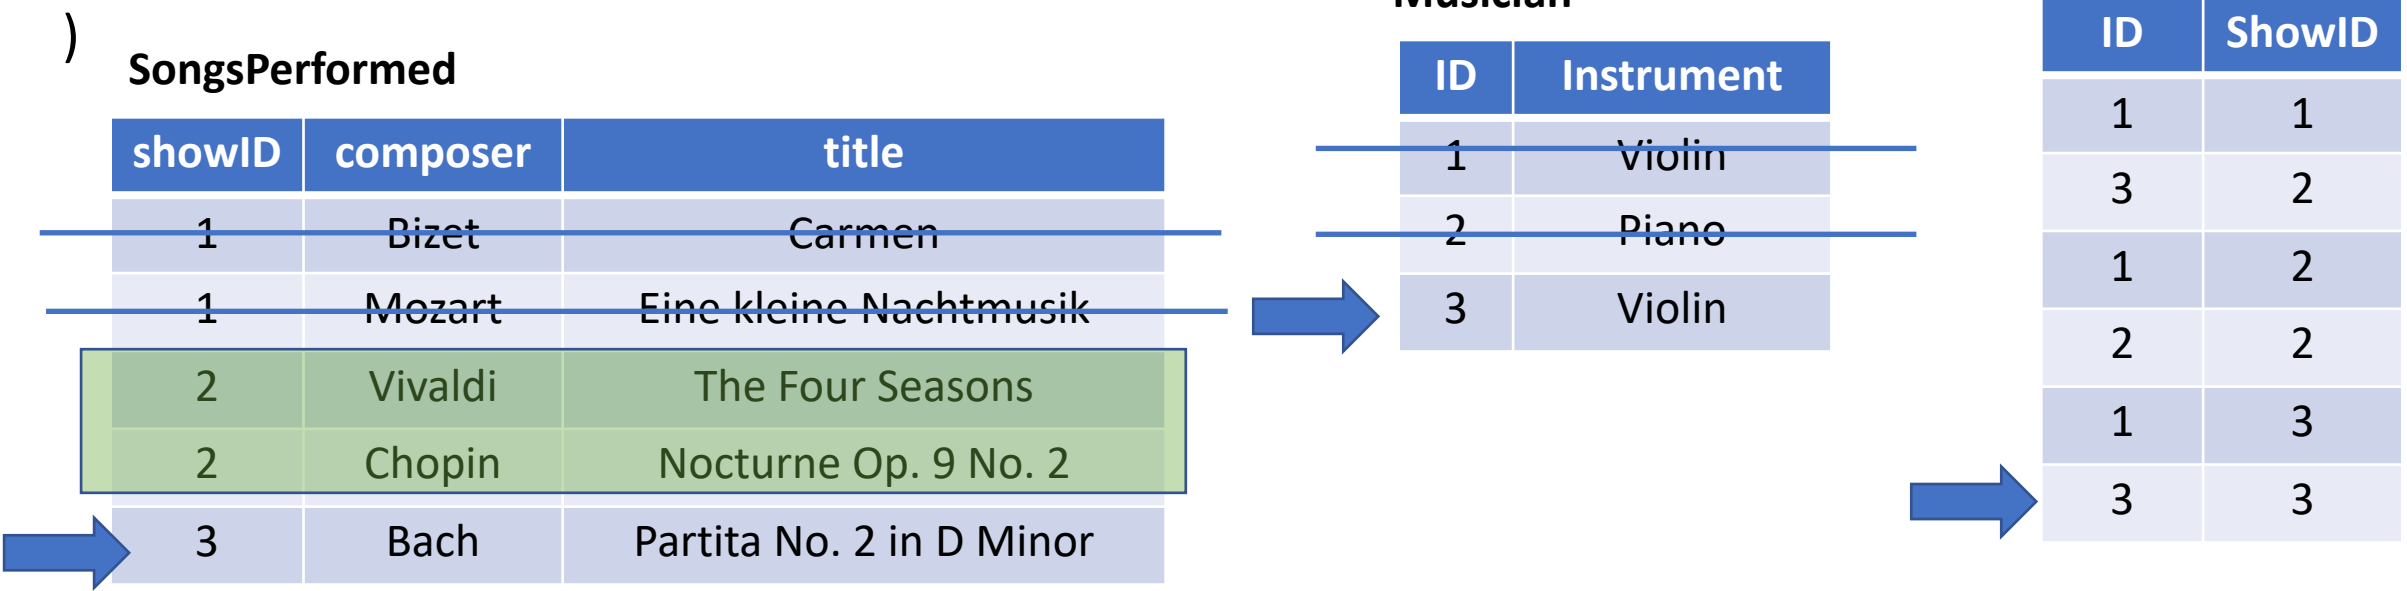 )
SongsPerformed
showID composer title
1 Bizet Carmen
1 Mozart Eine kleine Nachtmusik
2 Vivaldi The Four Seasons
2 Chopin Nocturne Op. 9 No. 2
3 Bach Partita No. 2 in D Minor
Musician
ID Instrument
1 Violin
2 Piano
3 Violin
ID ShowID
1 1
3 2
1 2
2 2
1 3
3 3